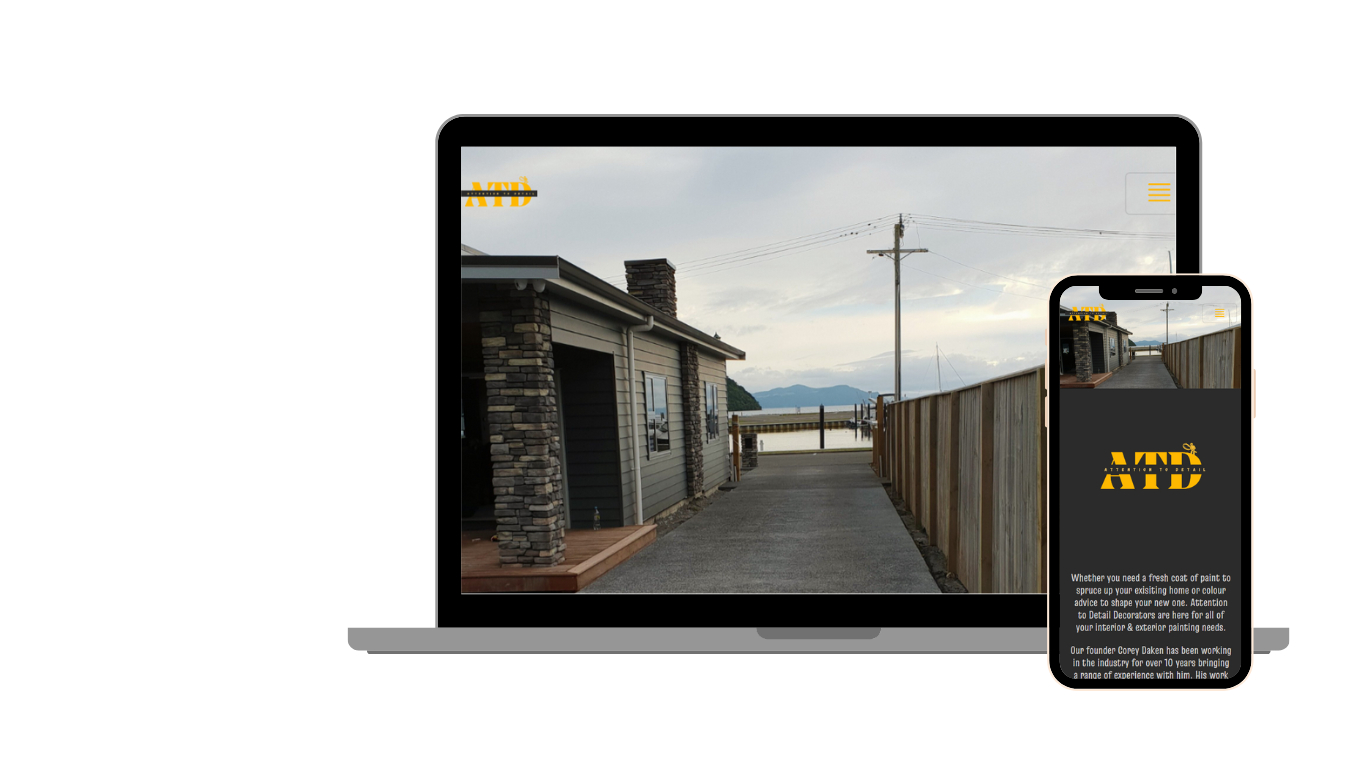 ATD
ATTENTION TO DETAIL
ATD
ATD
ATTENTION TO DETAIL
Whether you need a fresh coat of paint to
spruce up your exisiting home or colour
advice to shape your new one. Attention
to Detail Decorators are here for all of
your interior & exterior painting needs.
Our founder Corey Daken has been working
in the industry for over 10 years bringing
a range of experience with him. His work